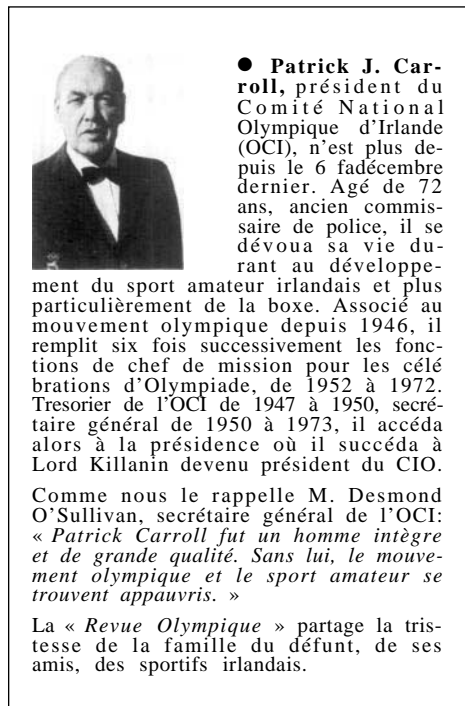 ● Patrick J. Car-
roll, président du
Comité National
Olympique d’Irlande
(OCI), n’est plus de-
puis le 6 fadécembre
dernier. Agé de 72
ans, ancien commis-
saire de police, il se
dévoua sa vie du-
rant au développe-
ment du sport amateur irlandais et plus
particulièrement de la boxe. Associé au
mouvement olympique depuis 1946, il
remplit six fois successivement les fonc-
tions de chef de mission pour les célé
brations d’Olympiade, de 1952 à 1972.
Tresorier de l’OCI de 1947 à 1950, secré-
taire général de 1950 à 1973, il accéda
alors à la présidence où il succéda à
Lord Killanin devenu président du CIO.
Comme nous le rappelle M. Desmond
O’Sullivan, secrétaire général de l’OCI:
« Patrick Carroll fut un homme intègre
et de grande qualité. Sans lui, le mouve-
ment olympique et le sport amateur se
trouvent appauvris. »
La « Revue Olympique » partage la tris-
tesse de la famille du défunt, de ses
amis, des sportifs irlandais.